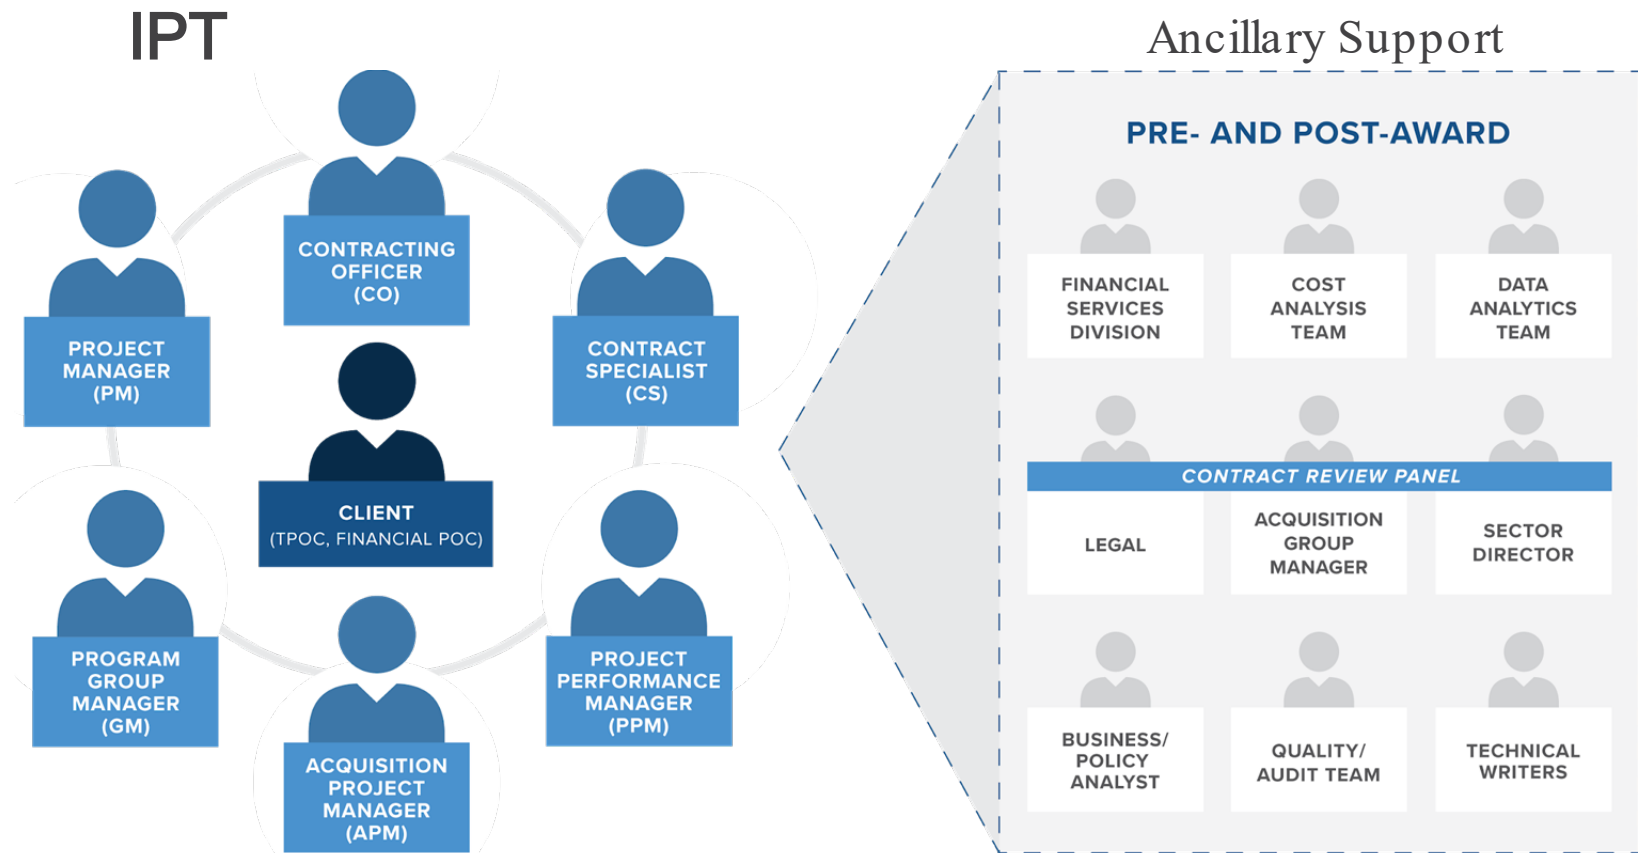 IPT
CONTRACTING
OFFICER
(CO)
PROJECT
MANAGER
(PM)
CONTRACT
SPECIALIST
(CS)
CLIENT
(TPOC, FINANCIAL POC)
PROGRAM
GROUP
MANAGER
(GM)
PROJECT
PERFORMANCE
MANAGER
(PPM)
ACQUISITION
PROJECT
MANAGER
(APM)
Ancillary Support
PRE- AND POST-AWARD
FINANCIAL
SERVICES
DIVISION
COST
ANALYSIS
TEAM
DATA
ANALYTICS
TEAM
CONTRACT REVIEW PANEL
LEGAL
ACQUISITION
GROUP
MANAGER
SECTOR
DIRECTOR
BUSINESS/
POLICY
ANALYST
QUALITY/
AUDIT TEAM
TECHNICAL
WRITERS